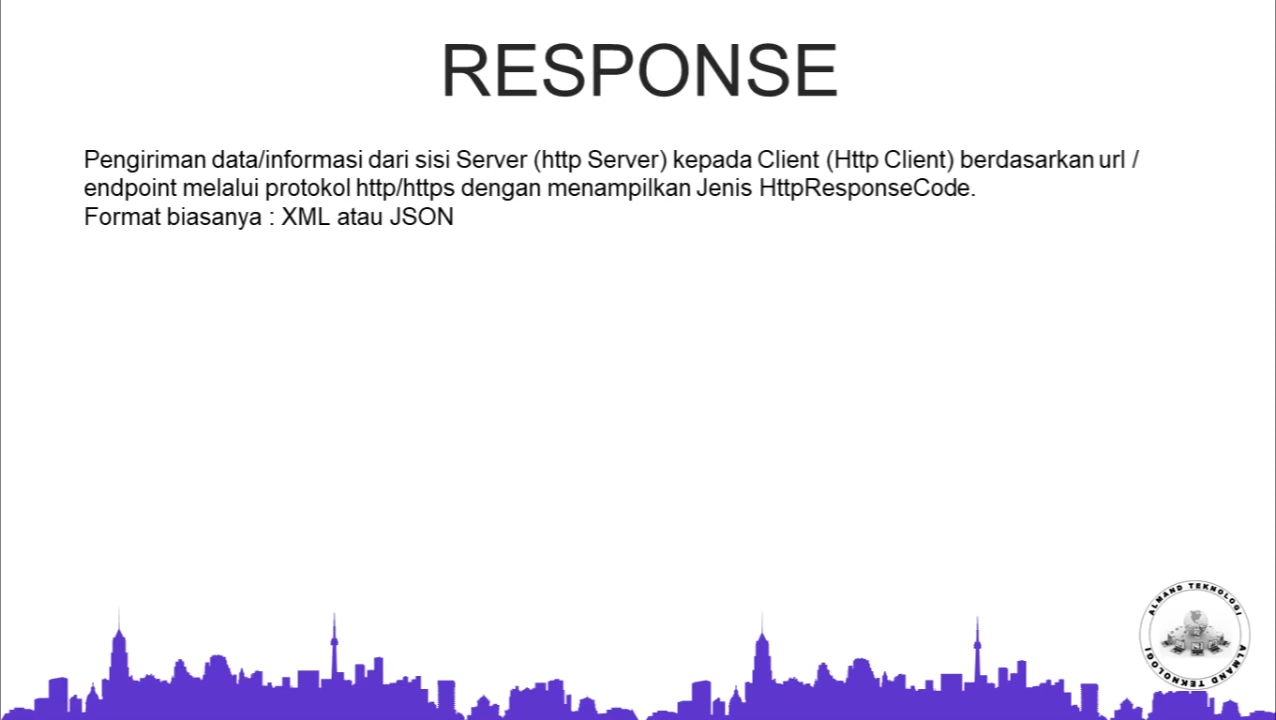 RESPONSE
Pengiriman data/informasi dari sisi Server (http Server) kepada Client (Http Client) berdasarkan url /
endpoint melalui protokol http/https dengan menampilkan Jenis HttpResponseCode.
Format biasanya : XML atau JSON
ALMAND TEKNOLOGI
ALMAND TEKNOLOGI